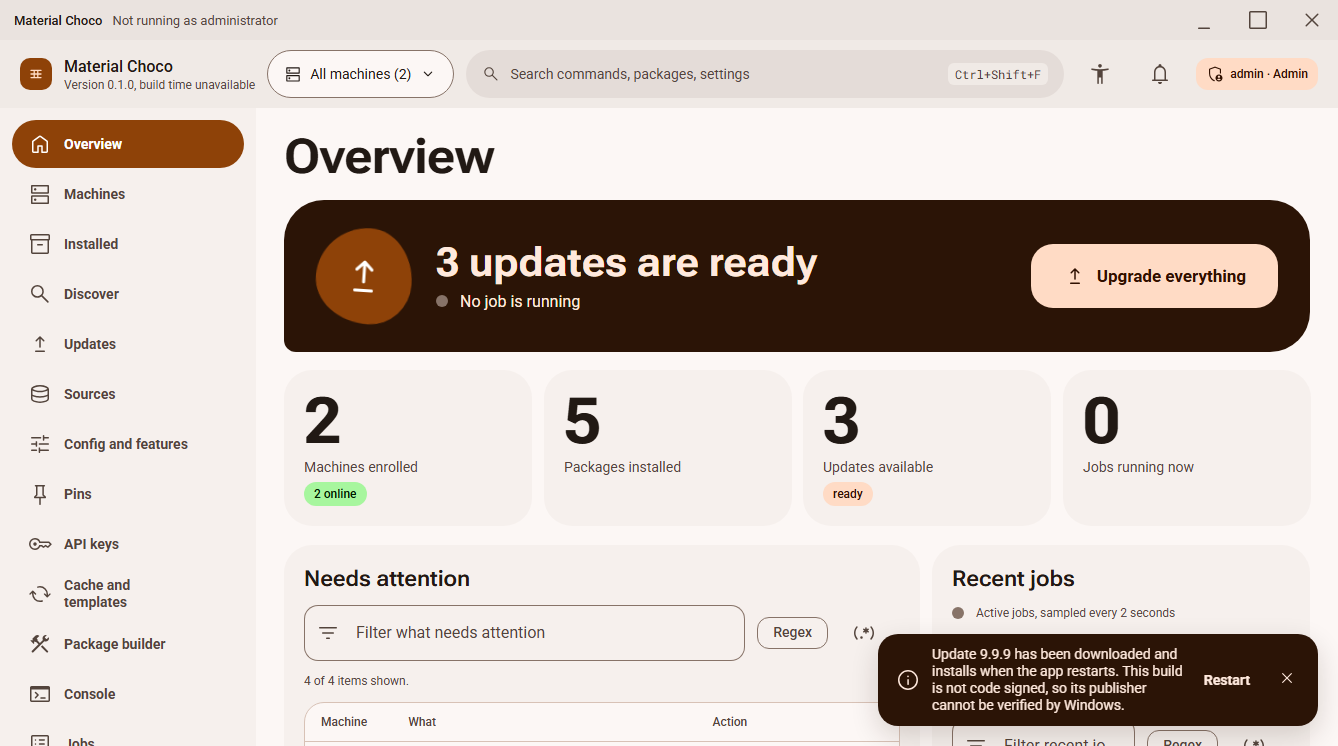 Material Choco Not running as administrator
Material Choco
Version 0.1.0, build time unavailable
All machines (2)
Search commands, packages, settings
Ctrl+Shift+F
admin · Admin
Overview
Machines
Installed
Discover
Updates
Sources
Config and features
Pins
API keys
Cache and
templates
Package builder
Console
Jobs
Overview
3 updates are ready
No job is running
Upgrade everything
2
Machines enrolled
2 online
5
Packages installed
3
Updates available
ready
0
Jobs running now
Needs attention
Filter what needs attention
Regex
(.*)
4 of 4 items shown.
Machine What Action
Recent jobs
Active jobs, sampled every 2 seconds
Update 9.9.9 has been downloaded and
installs when the app restarts. This build
is not code signed, so its publisher
cannot be verified by Windows.
Restart
Filter recent jo
Regex
(.*)